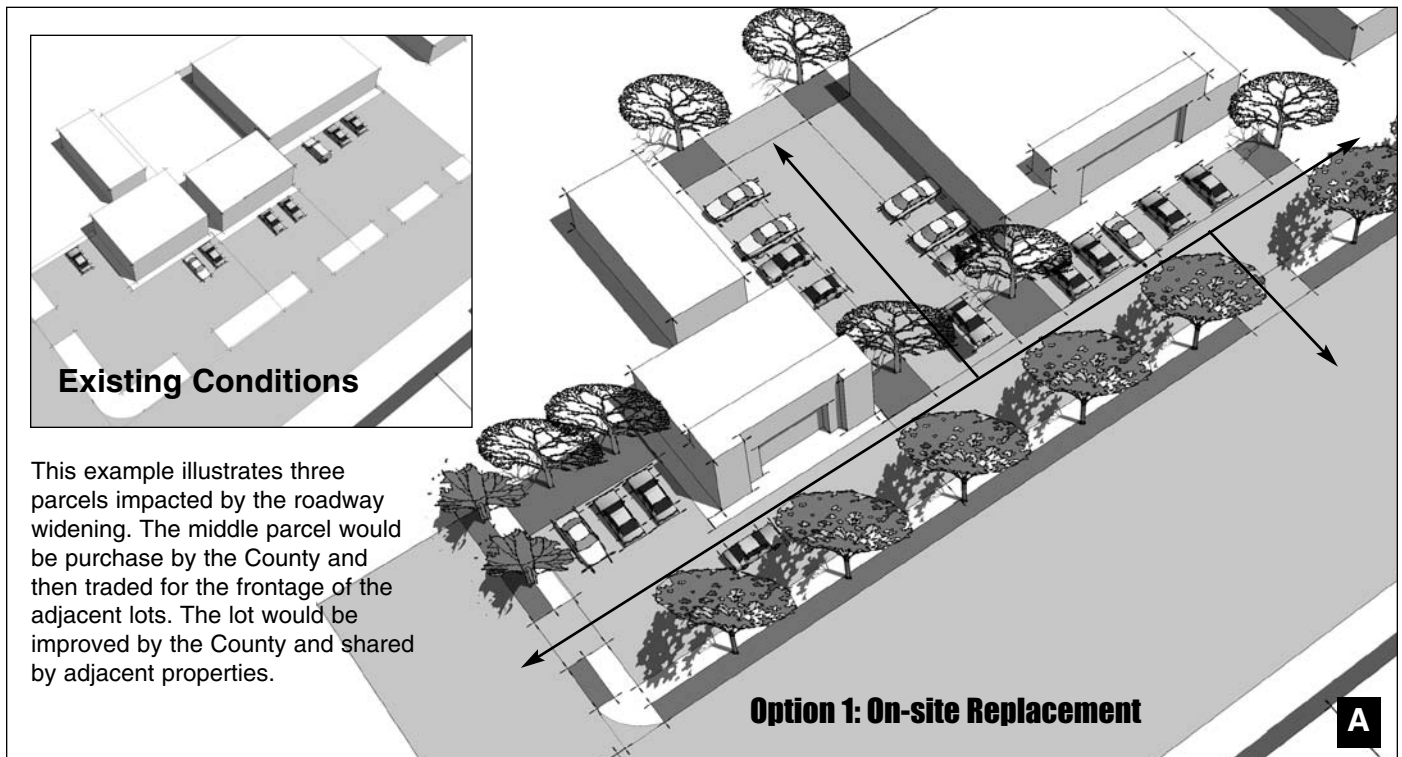 Existing Conditions
This example illustrates three
parcels impacted by the roadway
widening. The middle parcel would
be purchase by the County and
then traded for the frontage of the
adjacent lots. The lot would be
improved by the County and shared
by adjacent properties.
Option 1: On-site Replacement
A